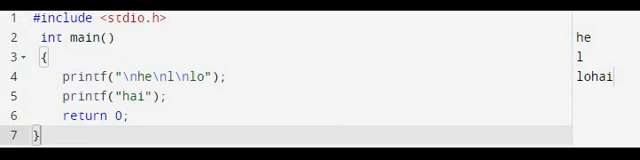 1 #include <stdio.h>
2 int main()
he
3 {
l
4 printf("\nhe\nl\nlo");
lohai
5 printf("hai");
6 return 0;
7 }